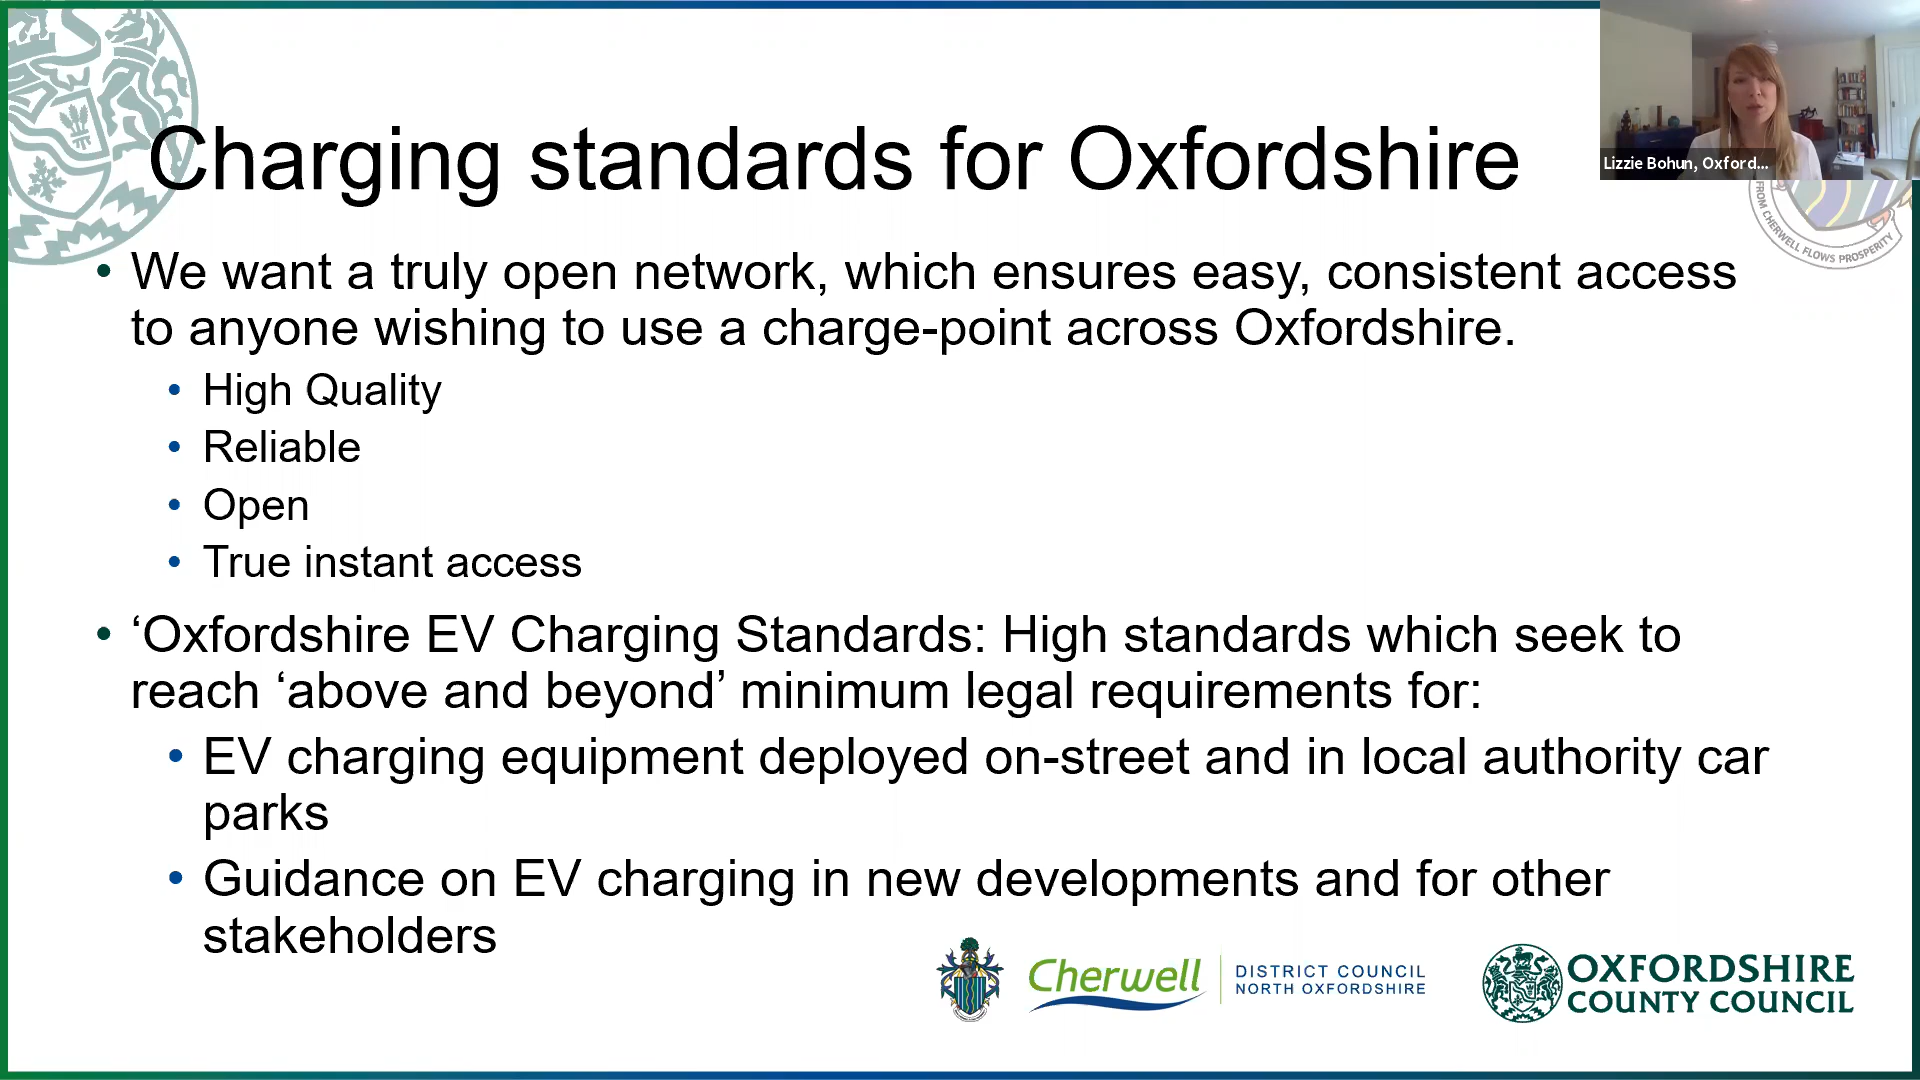 Charging standards for Oxfordshire
Lizzie Bohun, Oxford...
FROM CHERWELL FLOWS PROSPERITY
• We want a truly open network, which ensures easy, consistent access
to anyone wishing to use a charge-point across Oxfordshire.
• High Quality
• Reliable
• Open
• True instant access
• ‘Oxfordshire EV Charging Standards: High standards which seek to
reach ‘above and beyond’ minimum legal requirements for:
• EV charging equipment deployed on-street and in local authority car
parks
• Guidance on EV charging in new developments and for other
stakeholders
Cherwell
DISTRICT COUNCIL
NORTH OXFORDSHIRE
OXFORDSHIRE
COUNTY COUNCIL